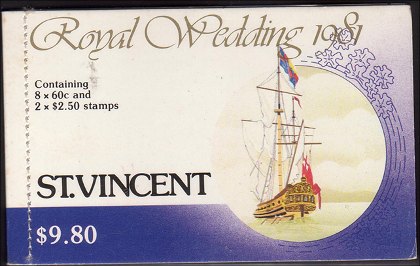 Royal Wedding 1981
Containing
8 × 60c and
2 × $2.50 stamps
ST.VINCENT
$9.80